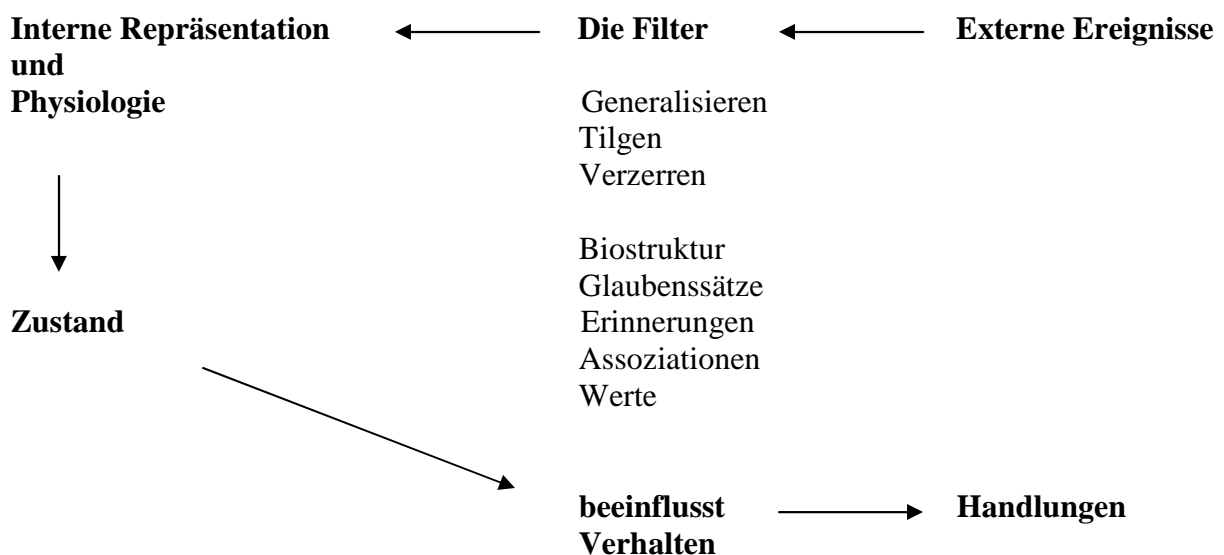 Interne Repräsentation
und
Physiologie
Die Filter
Externe Ereignisse
Generalisieren
Tilgen
Verzerren
Biostruktur
Glaubenssätze
Erinnerungen
Assoziationen
Werte
Zustand
beeinflusst
Verhalten
Handlungen